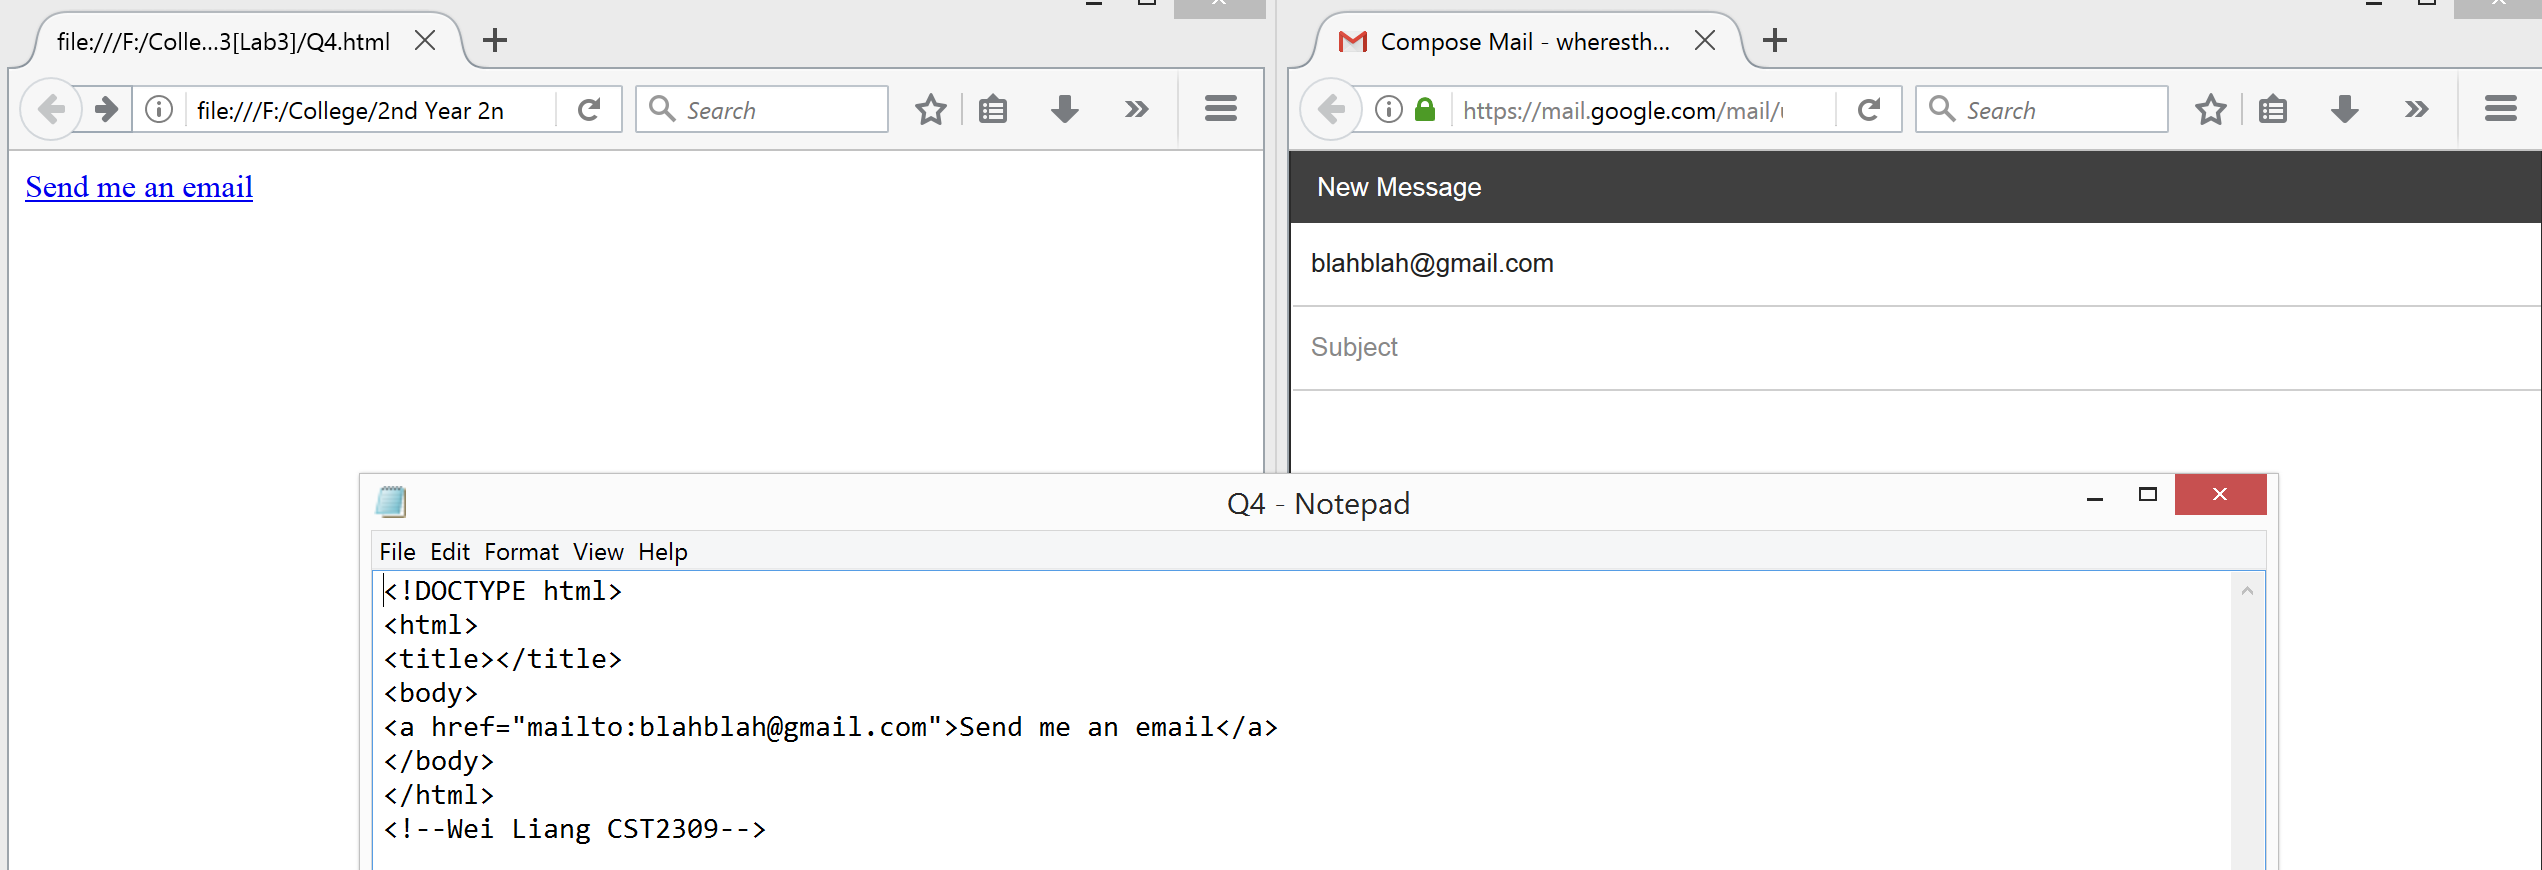 file:///F:/Colle...3[Lab3]/Q4.html
file:///F:/College/2nd Year 2n
Search
Send me an email
Compose Mail - wheresth...
https://mail.google.com/mail/
Search
New Message
blahblah@gmail.com
Subject
Q4 - Notepad
File Edit Format View Help
<!DOCTYPE html>
<html>
<title></title>
<body>
<a href="mailto:blahblah@gmail.com">Send me an email</a>
</body>
</html>
<!--Wei Liang CST2309-->